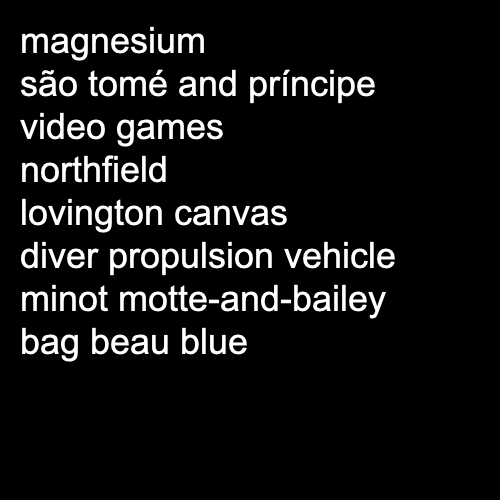 magnesium
são tomé and príncipe
video games
northfield
lovington canvas
diver propulsion vehicle
minot motte-and-bailey
bag beau blue